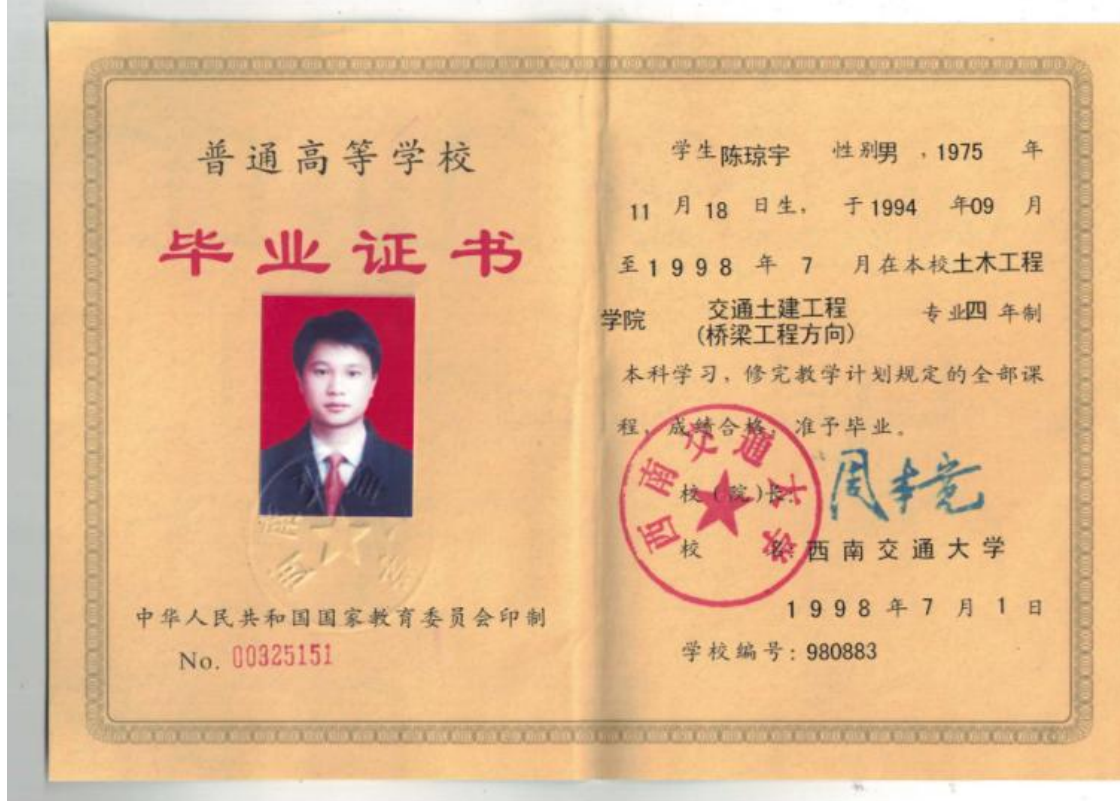 普通高等学校
毕业证书
中华人民共和国国家教育委员会印制
No. 00325151
学生陈琼宇 性别男，1975 年
11 月 18 日生， 于1994 年09 月
至1998 年 7 月在本校土木工程
学院 交通土建工程 专业四 年制
(桥梁工程方向)
本科学习，修完教学计划规定的全部课
程，成绩合格，准予毕业。
校（院）长：
校 名：西南交通大学
1998年7月1日
学校编号：980883
西南交通大学